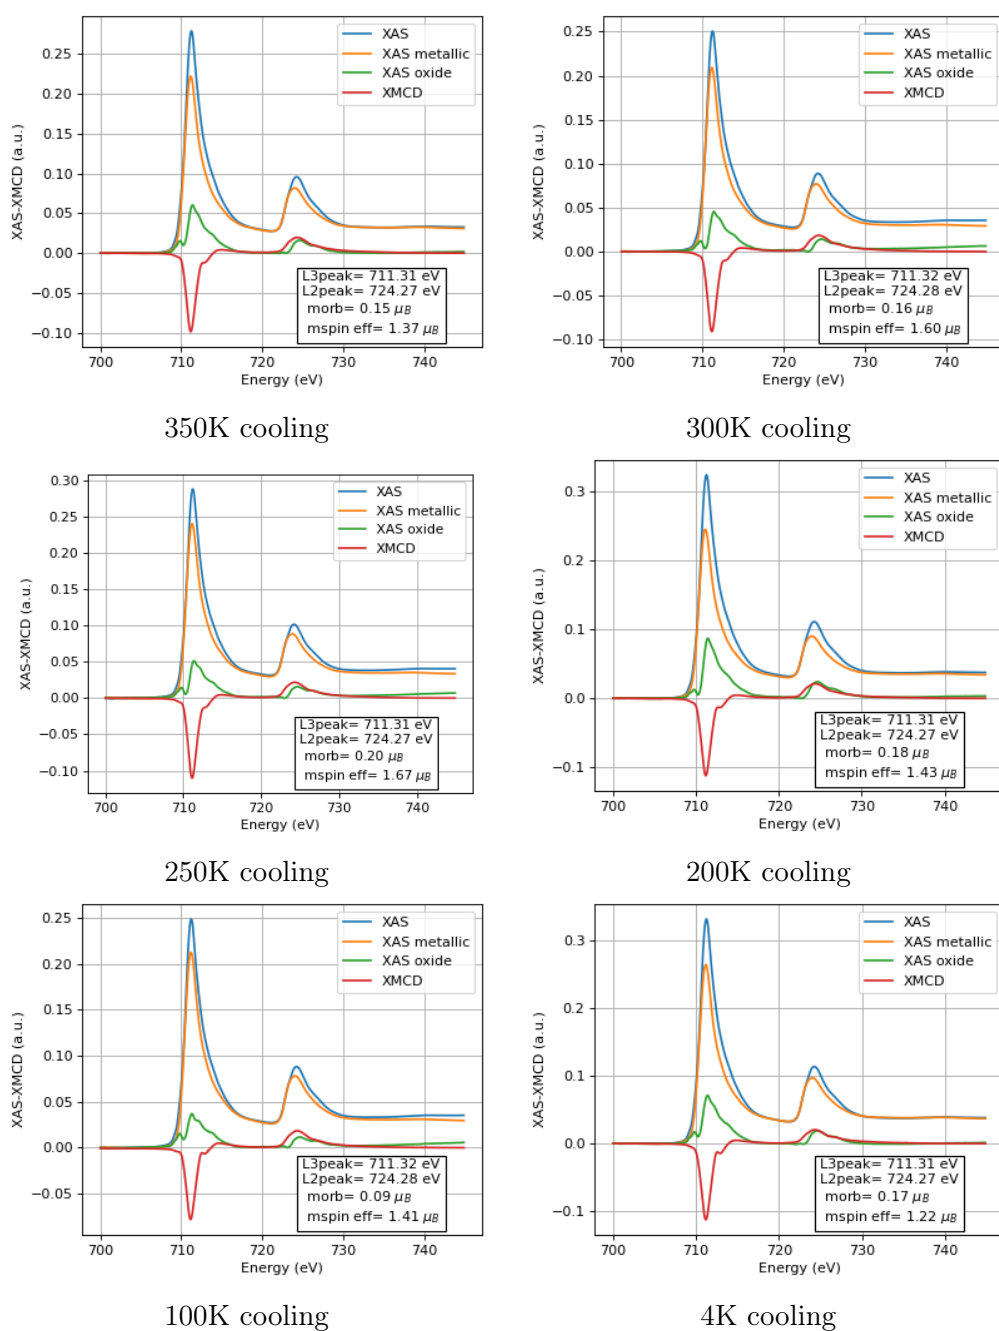 XAS
XAS metallic
XAS oxide
XMCD
XAS-XMCD (a.u.)
0.25
0.20
0.15
0.10
0.05
0.00
−0.05
−0.10
L3peak= 711.31 eV
L2peak= 724.27 eV
morb= 0.15 μB
mspin eff= 1.37 μB
700 710 720 730 740
Energy (eV)
350K cooling
XAS
XAS metallic
XAS oxide
XMCD
XAS-XMCD (a.u.)
0.25
0.20
0.15
0.10
0.05
0.00
−0.05
−0.10
L3peak= 711.32 eV
L2peak= 724.28 eV
morb= 0.16 μB
mspin eff= 1.60 μB
700 710 720 730 740
Energy (eV)
300K cooling
XAS
XAS metallic
XAS oxide
XMCD
XAS-XMCD (a.u.)
0.30
0.25
0.20
0.15
0.10
0.05
0.00
−0.05
−0.10
L3peak= 711.31 eV
L2peak= 724.27 eV
morb= 0.20 μB
mspin eff= 1.67 μB
700 710 720 730 740
Energy (eV)
250K cooling
XAS
XAS metallic
XAS oxide
XMCD
XAS-XMCD (a.u.)
0.3
0.2
0.1
0.0
−0.1
L3peak= 711.31 eV
L2peak= 724.27 eV
morb= 0.18 μB
mspin eff= 1.43 μB
700 710 720 730 740
Energy (eV)
200K cooling
XAS
XAS metallic
XAS oxide
XMCD
XAS-XMCD (a.u.)
0.25
0.20
0.15
0.10
0.05
0.00
−0.05
L3peak= 711.32 eV
L2peak= 724.28 eV
morb= 0.09 μB
mspin eff= 1.41 μB
700 710 720 730 740
Energy (eV)
100K cooling
XAS
XAS metallic
XAS oxide
XMCD
XAS-XMCD (a.u.)
0.3
0.2
0.1
0.0
−0.1
L3peak= 711.31 eV
L2peak= 724.27 eV
morb= 0.17 μB
mspin eff= 1.22 μB
700 710 720 730 740
Energy (eV)
4K cooling